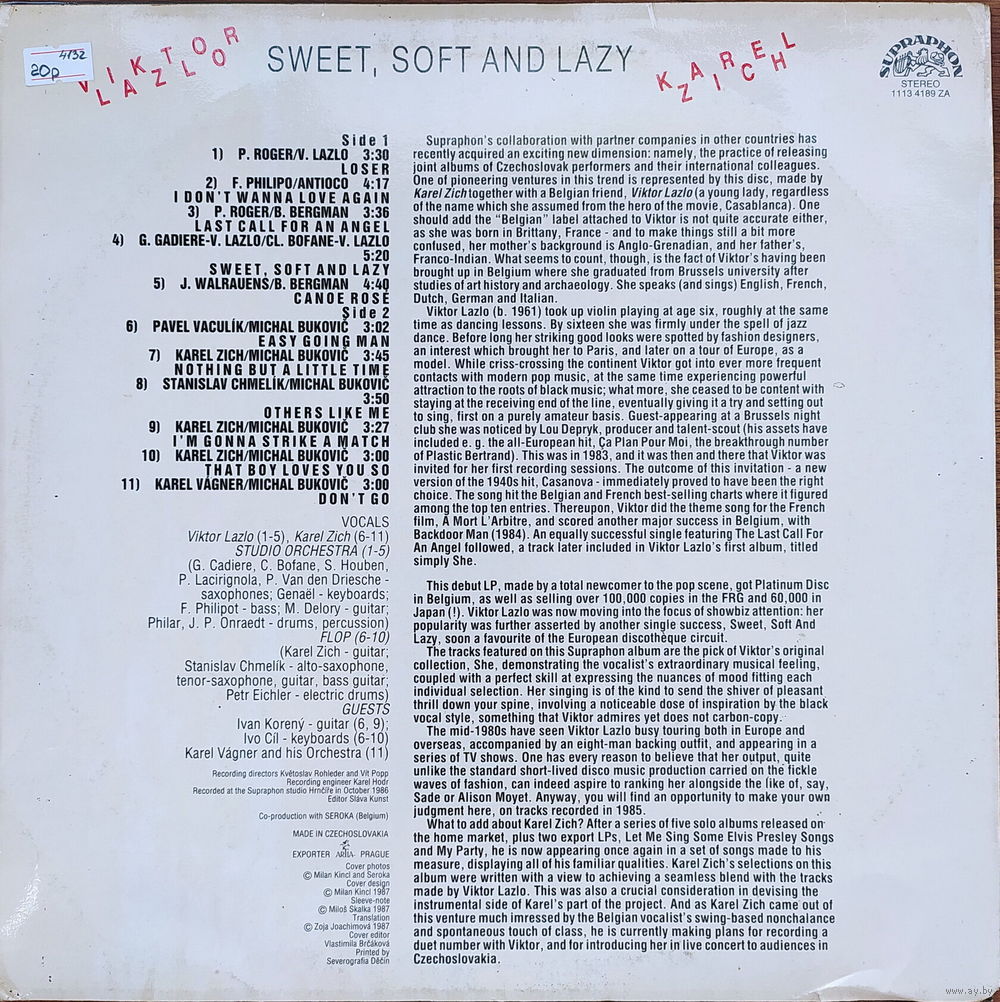 4132
20р
VIKTOR
LAZLO
SWEET, SOFT AND LAZY
KAREL
ZICH
SUPRAPHON
STEREO
1113 4189 ZA
Side 1
1) P. ROGER/V. LAZLO 3:30
LOSER
2) F. PHILIPO/ANTIOCO 4:17
I DON'T WANNA LOVE AGAIN
3) P. ROGER/B. BERGMAN 3:36
LAST CALL FOR AN ANGEL
4) G. GADIERE-V. LAZLO/CL. BOFANE-V. LAZLO
5:20
SWEET, SOFT AND LAZY
5) J. WALRAUENS/B. BERGMAN 4:40
CANOE ROSÉ
Side 2
6) PAVEL VACULÍK/MICHAL BUKOVIČ 3:02
EASY GOING MAN
7) KAREL ZICH/MICHAL BUKOVIČ 3:45
NOTHING BUT A LITTLE TIME
8) STANISLAV CHMELÍK/MICHAL BUKOVIČ
3:50
OTHERS LIKE ME
9) KAREL ZICH/MICHAL BUKOVIČ 3:27
I'M GONNA STRIKE A MATCH
10) KAREL ZICH/MICHAL BUKOVIČ 3:00
THAT BOY LOVES YOU SO
11) KAREL VÁGNER/MICHAL BUKOVIČ 3:00
DON'T GO
VOCALS
Viktor Lazlo (1-5), Karel Zich (6-11)
STUDIO ORCHESTRA (1-5)
(G. Cadiere, C. Bofane, S. Houben,
P. Lacirignola, P. Van den Driesche -
saxophones; Genaël - keyboards;
F. Philipot - bass; M. Delory - guitar;
Philar, J. P. Onraedt - drums, percussion)
FLOP (6-10)
(Karel Zich - guitar;
Stanislav Chmelík - alto-saxophone,
tenor-saxophone, guitar, bass guitar;
Petr Eichler - electric drums)
GUESTS
Ivan Korený - guitar (6, 9);
Ivo Cíl - keyboards (6-10)
Karel Vágner and his Orchestra (11)
Recording directors Květoslav Rohleder and Vít Popp
Recording engineer Karel Hodr
Recorded at the Supraphon studio Hrnčíře in October 1986
Editor Sláva Kunst
Co-production with SEROKA (Belgium)
MADE IN CZECHOSLOVAKIA
EXPORTER ARTIA PRAGUE
Cover photos
© Milan Kincl and Seroka
Cover design
© Milan Kincl 1987
Sleeve-note
© Miloš Skalka 1987
Translation
© Zoja Joachimová 1987
Cover editor
Vlastimila Brčáková
Printed by
Severografia Děčín
Supraphon's collaboration with partner companies in other countries has
recently acquired an exciting new dimension: namely, the practice of releasing
joint albums of Czechoslovak performers and their international colleagues.
One of pioneering ventures in this trend is represented by this disc, made by
Karel Zich together with a Belgian friend, Viktor Lazlo (a young lady, regardless
of the name which she assumed from the hero of the movie, Casablanca). One
should add the "Belgian" label attached to Viktor is not quite accurate either,
as she was born in Brittany, France - and to make things still a bit more
confused, her mother's background is Anglo-Grenadian, and her father's,
Franco-Indian. What seems to count, though, is the fact of Viktor's having been
brought up in Belgium where she graduated from Brussels university after
studies of art history and archaeology. She speaks (and sings) English, French,
Dutch, German and Italian.
Viktor Lazlo (b. 1961) took up violin playing at age six, roughly at the same
time as dancing lessons. By sixteen she was firmly under the spell of jazz
dance. Before long her striking good looks were spotted by fashion designers,
an interest which brought her to Paris, and later on a tour of Europe, as a
model. While criss-crossing the continent Viktor got into ever more frequent
contacts with modern pop music, at the same time experiencing powerful
attraction to the roots of black music; what more, she ceased to be content with
staying at the receiving end of the line, eventually giving it a try and setting out
to sing, first on a purely amateur basis. Guest-appearing at a Brussels night
club she was noticed by Lou Depryk, producer and talent-scout (his assets have
included e. g. the all-European hit, Ça Plan Pour Moi, the breakthrough number
of Plastic Bertrand). This was in 1983, and it was then and there that Viktor was
invited for her first recording sessions. The outcome of this invitation - a new
version of the 1940s hit, Casanova - immediately proved to have been the right
choice. The song hit the Belgian and French best-selling charts where it figured
among the top ten entries. Thereupon, Viktor did the theme song for the French
film, A Mort L'Arbitre, and scored another major success in Belgium, with
Backdoor Man (1984). An equally successful single featuring The Last Call For
An Angel followed, a track later included in Viktor Lazlo's first album, titled
simply She.
This debut LP, made by a total newcomer to the pop scene, got Platinum Disc
in Belgium, as well as selling over 100,000 copies in the FRG and 60,000 in
Japan (!). Viktor Lazlo was now moving into the focus of showbiz attention: her
popularity was further asserted by another single success, Sweet, Soft And
Lazy, soon a favourite of the European discothèque circuit.
The tracks featured on this Supraphon album are the pick of Viktor's original
collection, She, demonstrating the vocalist's extraordinary musical feeling,
coupled with a perfect skill at expressing the nuances of mood fitting each
individual selection. Her singing is of the kind to send the shiver of pleasant
thrill down your spine, involving a noticeable dose of inspiration by the black
vocal style, something that Viktor admires yet does not carbon-copy.
The mid-1980s have seen Viktor Lazlo busy touring both in Europe and
overseas, accompanied by an eight-man backing outfit, and appearing in a
series of TV shows. One has every reason to believe that her output, quite
unlike the standard short-lived disco music production carried on the fickle
waves of fashion, can indeed aspire to ranking her alongside the like of, say,
Sade or Alison Moyet. Anyway, you will find an opportunity to make your own
judgment here, on tracks recorded in 1985.
What to add about Karel Zich? After a series of five solo albums released on
the home market, plus two export LPs, Let Me Sing Some Elvis Presley Songs
and My Party, he is now appearing once again in a set of songs made to his
measure, displaying all of his familiar qualities. Karel Zich's selections on this
album were written with a view to achieving a seamless blend with the tracks
made by Viktor Lazlo. This was also a crucial consideration in devising the
instrumental side of Karel's part of the project. And as Karel Zich came out of
this venture much imressed by the Belgian vocalist's swing-based nonchalance
and spontaneous touch of class, he is currently making plans for recording a
duet number with Viktor, and for introducing her in live concert to audiences in
Czechoslovakia.
www.ay.by